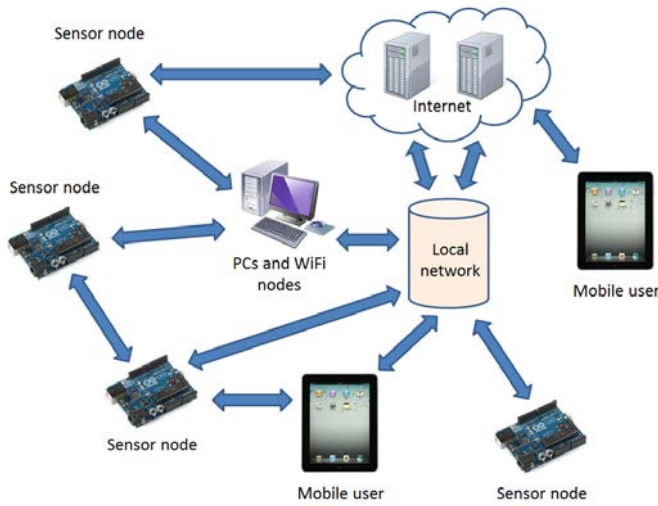 Sensor node
Internet
Sensor node
PCs and WiFi
nodes
Local
network
Mobile user
Sensor node
Mobile user
Sensor node